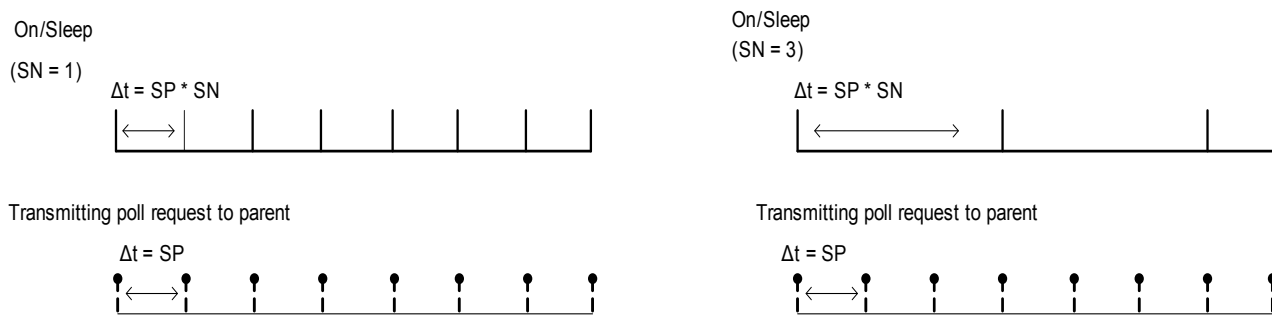 On/Sleep
(SN = 1)
Δt = SP * SN
Transmitting poll request to parent
Δt = SP
On/Sleep
(SN = 3)
Δt = SP * SN
Transmitting poll request to parent
Δt = SP